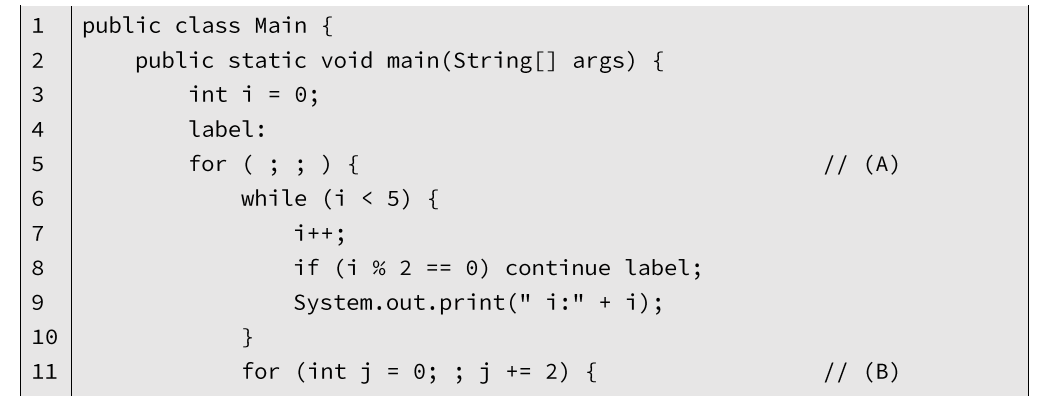 1 public class Main {
2 public static void main(String[] args) {
3 int i = 0;
4 label:
5 for ( ; ; ) { // (A)
6 while (i < 5) {
7 i++;
8 if (i % 2 == 0) continue label;
9 System.out.print(" i:" + i);
10 }
11 for (int j = 0; ; j += 2) { // (B)